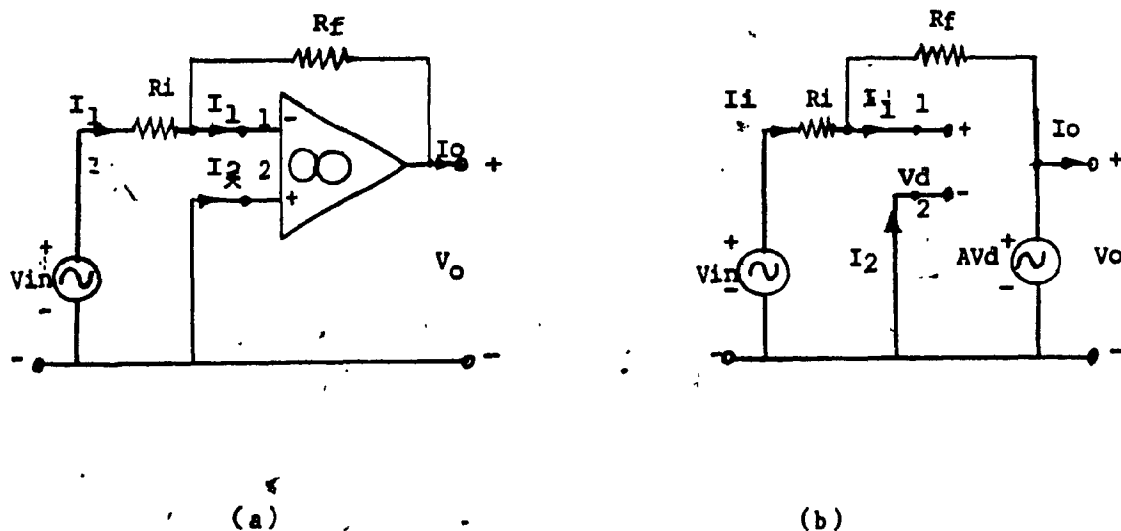 Rf
Ri
I1
I1
1
-
I2
2
+
Io
+
Vin
+
-
Vo
-
-
(a)
Rf
Ii
Ri
Ii
1
+
Vd
-
2
Io
+
I2
Vin
+
-
AVd
+
-
Vo
-
-
(b)